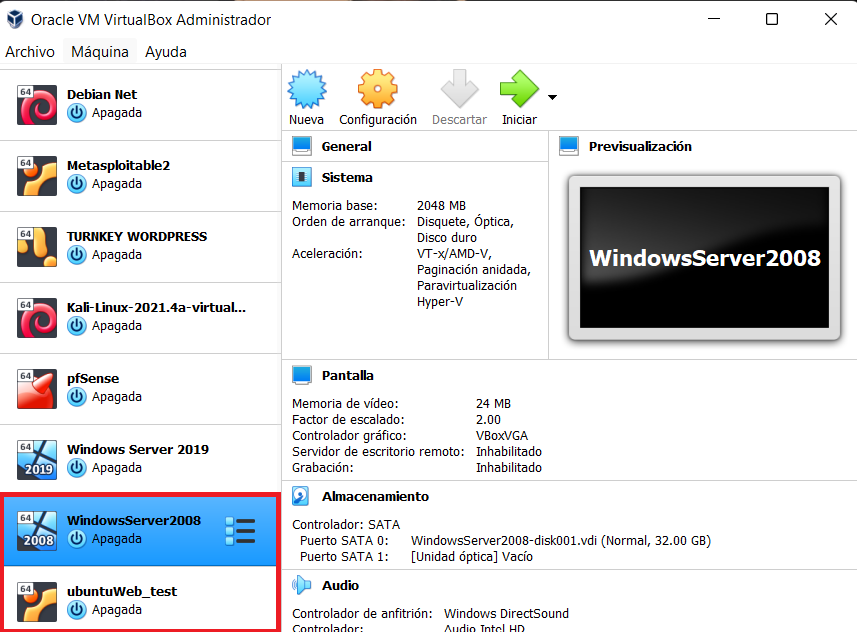 Oracle VM VirtualBox Administrador
Archivo Máquina Ayuda
64
Debian Net
Apagada
64
Metasploitable2
Apagada
64
TURNKEY WORDPRESS
Apagada
64
Kali-Linux-2021.4a-virtual...
Apagada
64
pfSense
Apagada
64
2019
Windows Server 2019
Apagada
64
2008
WindowsServer2008
Apagada
64
ubuntuWeb_test
Apagada
Nueva Configuración Descartar Iniciar
General
Sistema
Memoria base: 2048 MB
Orden de arranque: Disquete, Óptica,
Disco duro
Aceleración: VT-x/AMD-V,
Paginación anidada,
Paravirtualización
Hyper-V
Previsualización
WindowsServer2008
Pantalla
Memoria de vídeo: 24 MB
Factor de escalado: 2.00
Controlador gráfico: VBoxVGA
Servidor de escritorio remoto: Inhabilitado
Grabación: Inhabilitado
Almacenamiento
Controlador: SATA
Puerto SATA 0: WindowsServer2008-disk001.vdi (Normal, 32.00 GB)
Puerto SATA 1: [Unidad óptica] Vacío
Audio
Controlador de anfitrión: Windows DirectSound
Controlador: Audio Intel HD